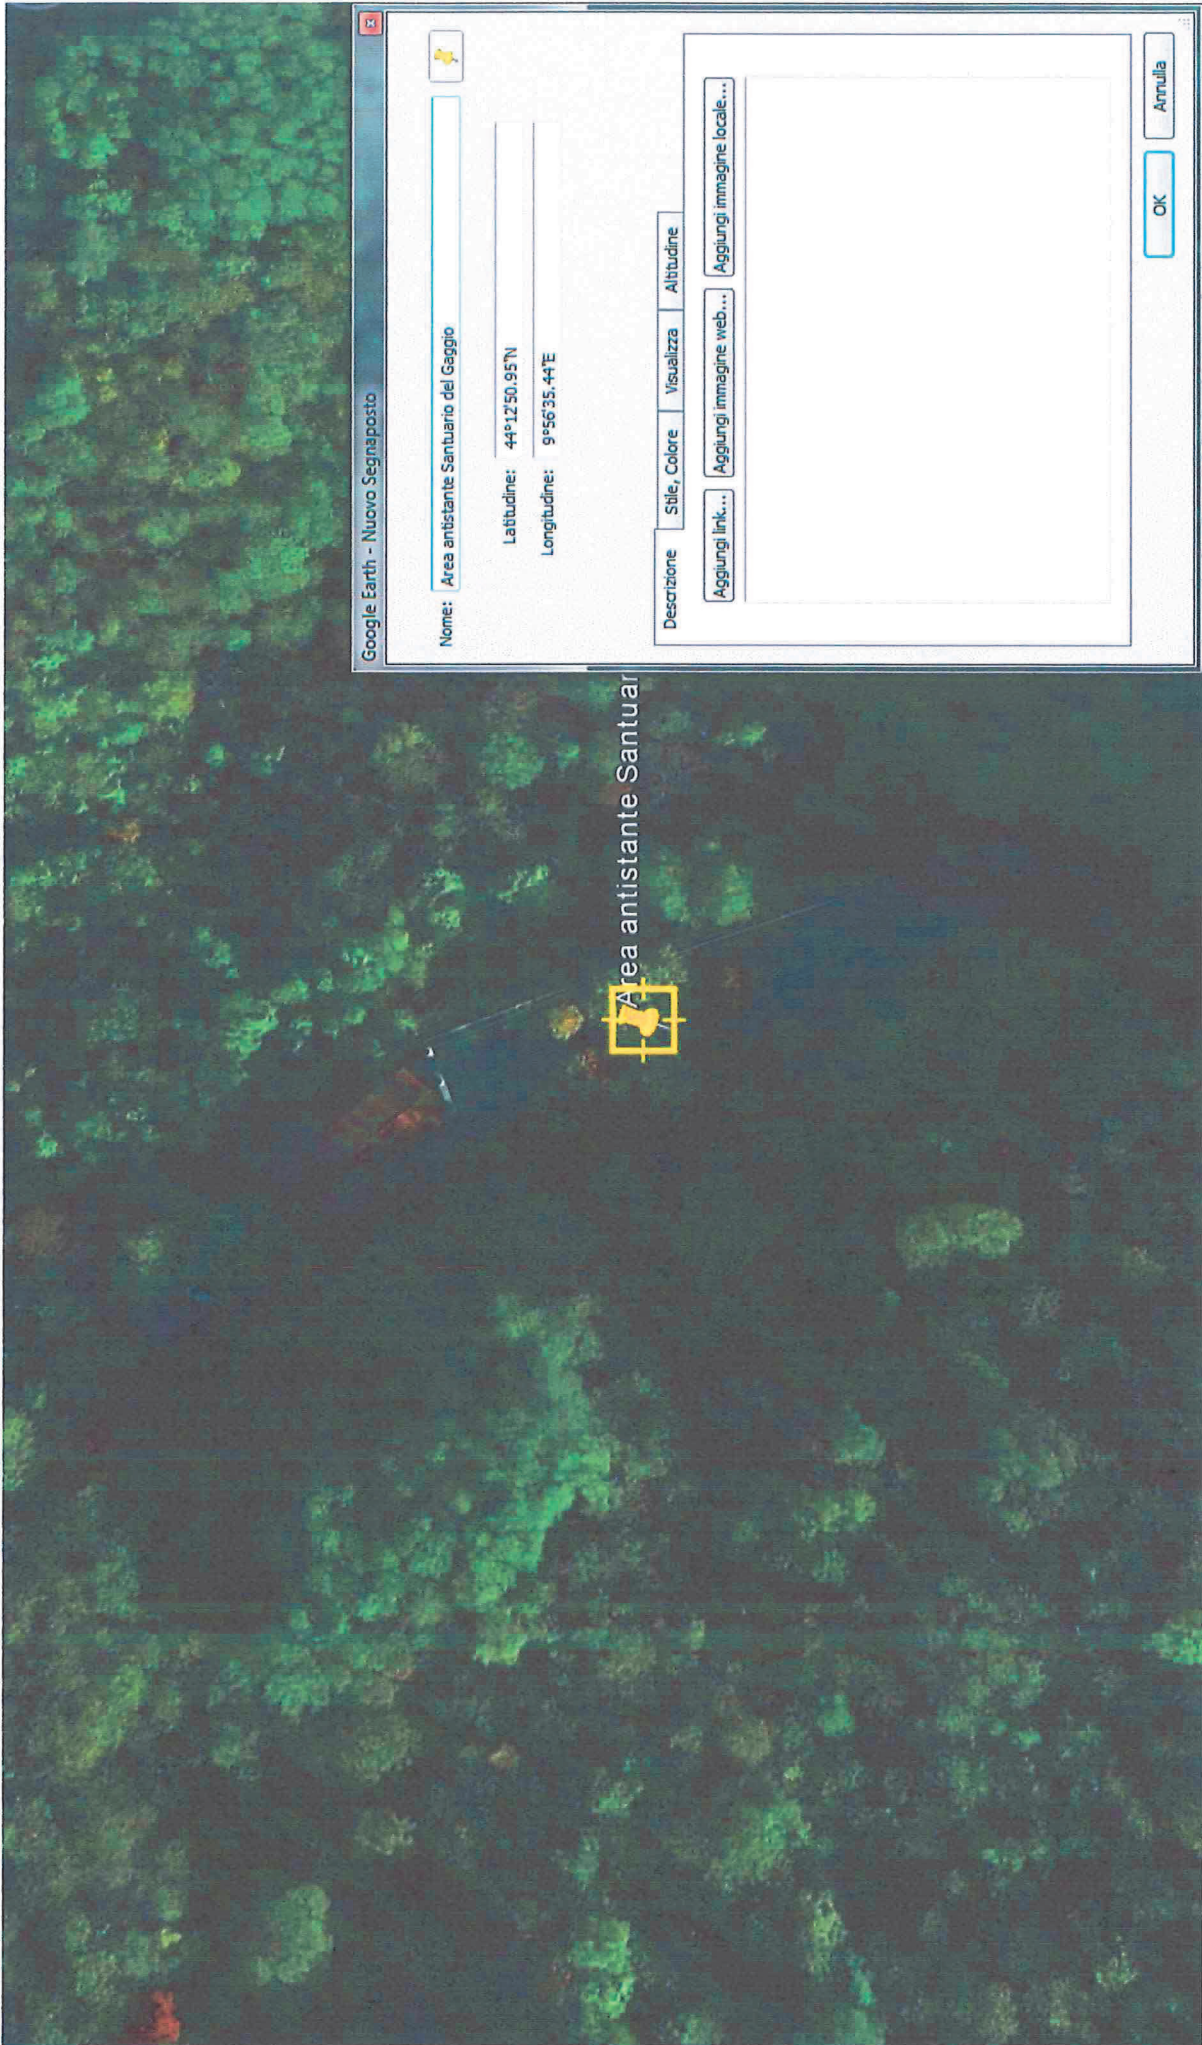 Google Earth - Nuovo Segnaposto
Nome: Area antistante Santuario del Gaggio
Latitudine: 44°12'50.95"N
Longitudine: 9°56'35.44"E
Descrizione Stile, Colore Visualizza Altitudine
Aggiungi link... Aggiungi immagine web... Aggiungi immagine locale...
OK Annulla
Area antistante Santuar